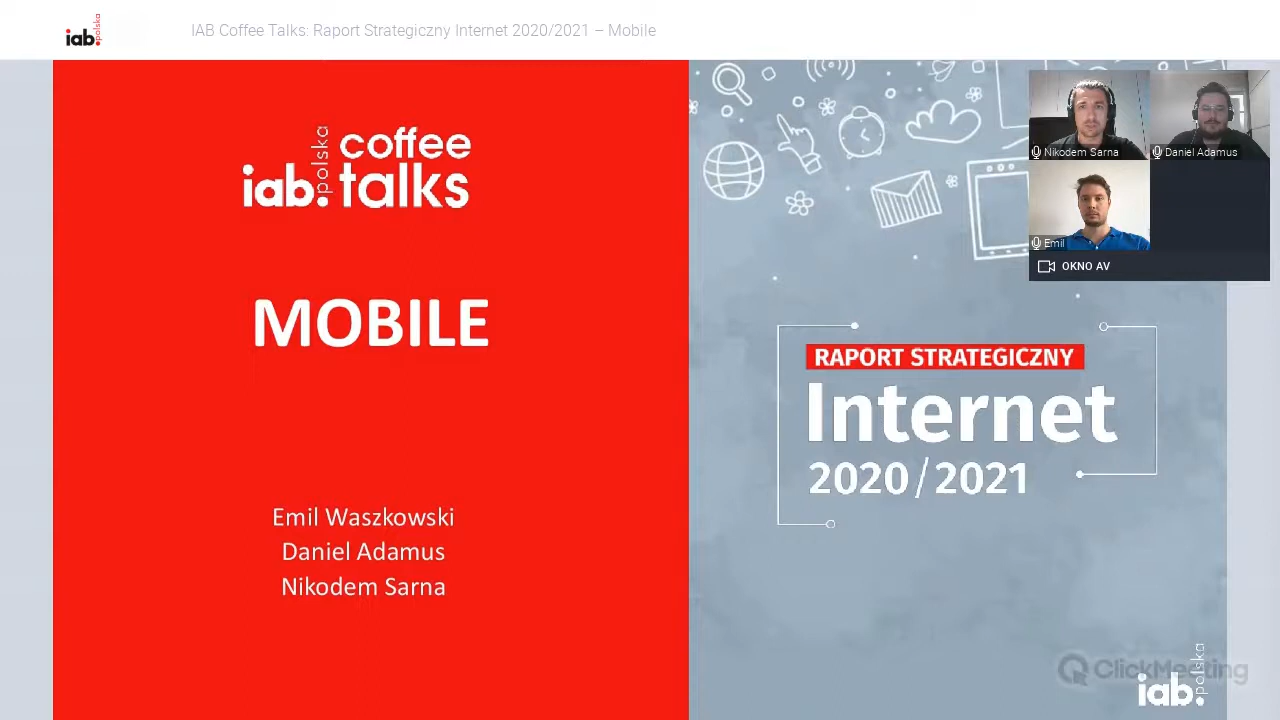 iab.polska
IAB Coffee Talks: Raport Strategiczny Internet 2020/2021 – Mobile
iab.polska coffee talks
MOBILE
Emil Waszkowski
Daniel Adamus
Nikodem Sarna
Nikodem Sarna
Daniel Adamus
Emil
OKNO AV
RAPORT STRATEGICZNY
Internet
2020/2021
ClickMeeting
iab.polska